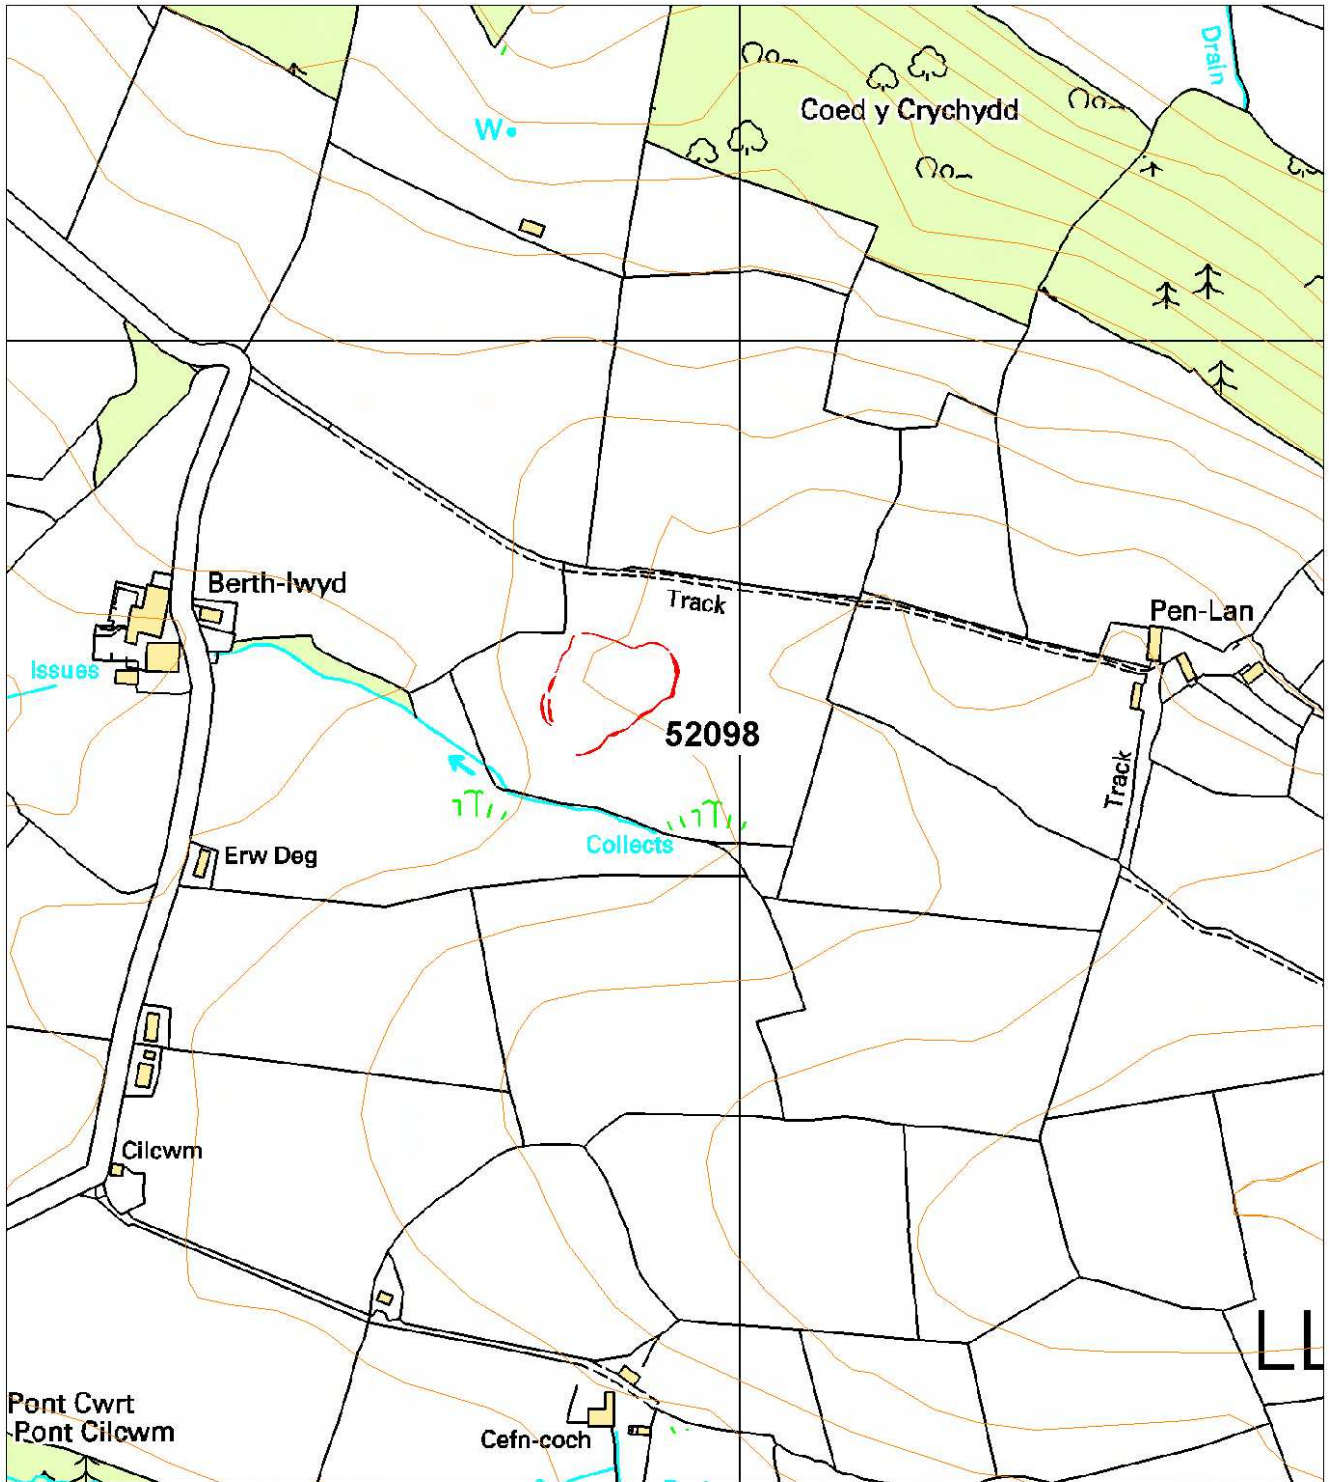 Drain
Coed y Crychydd
W
Berth-lwyd
Track
Pen-Lan
Issues
52098
Track
Collects
Erw Deg
Cilcwm
LL
Pont Cwrt
Pont Cilcwm
Cefn-coch